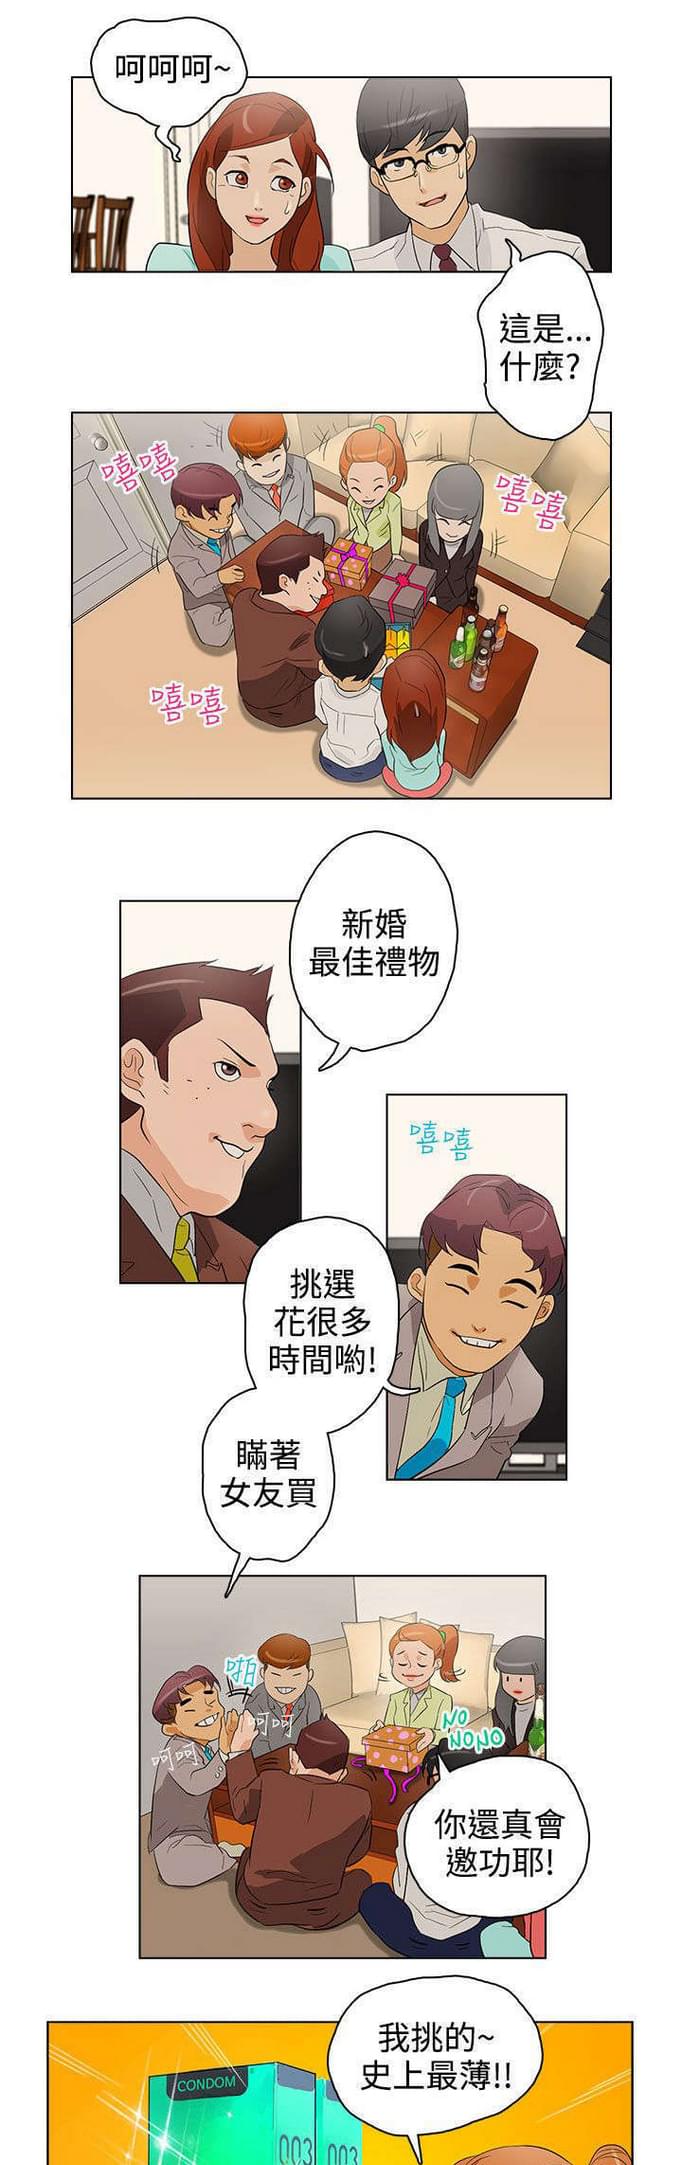 呵呵呵~
這是...
什麼?
嘻嘻
嘻嘻
嘻嘻
新婚
最佳禮物
嘻嘻
挑選
花很多
時間喲!
瞞著
女友買
啪
呵呵
呵呵
NO
NONO
你還真會
邀功耶!
我挑的~
史上最薄!!
CONDOM
003
003